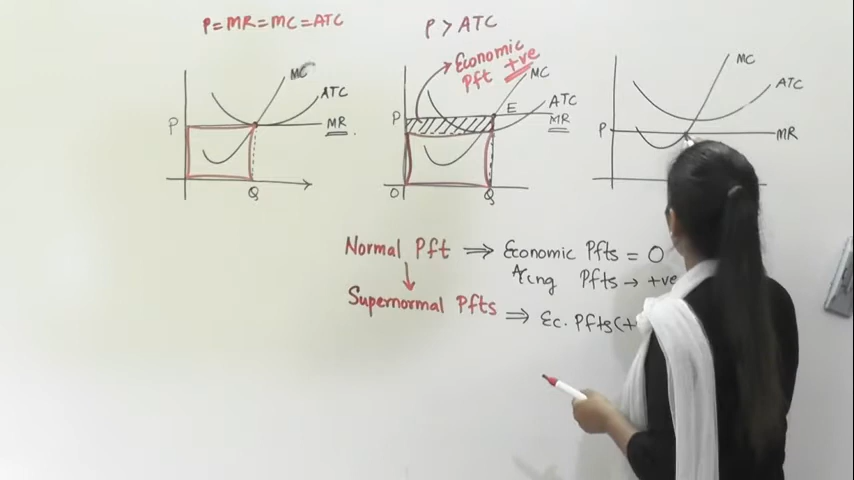 P=MR=MC=ATC
P > ATC
Economic
Pft +ve
MC
ATC
P
MR
Q
MC
ATC
P
E
MR
O
Q
MC
ATC
P
MR
Normal Pft ⇒ Economic Pfts = 0
Acng Pfts → +ve
Supernormal Pfts ⇒ Ec. Pfts(+